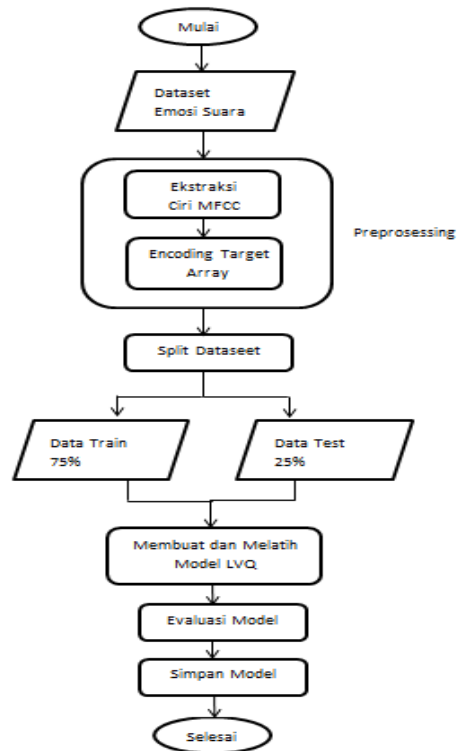 Mulai
Dataset
Emosi Suara
Ekstraksi
Ciri MFCC
Preprosessing
Encoding Target
Array
Split Dataseet
Data Train
75%
Data Test
25%
Membuat dan Melatih
Model LVQ
Evaluasi Model
Simpan Model
Selesai